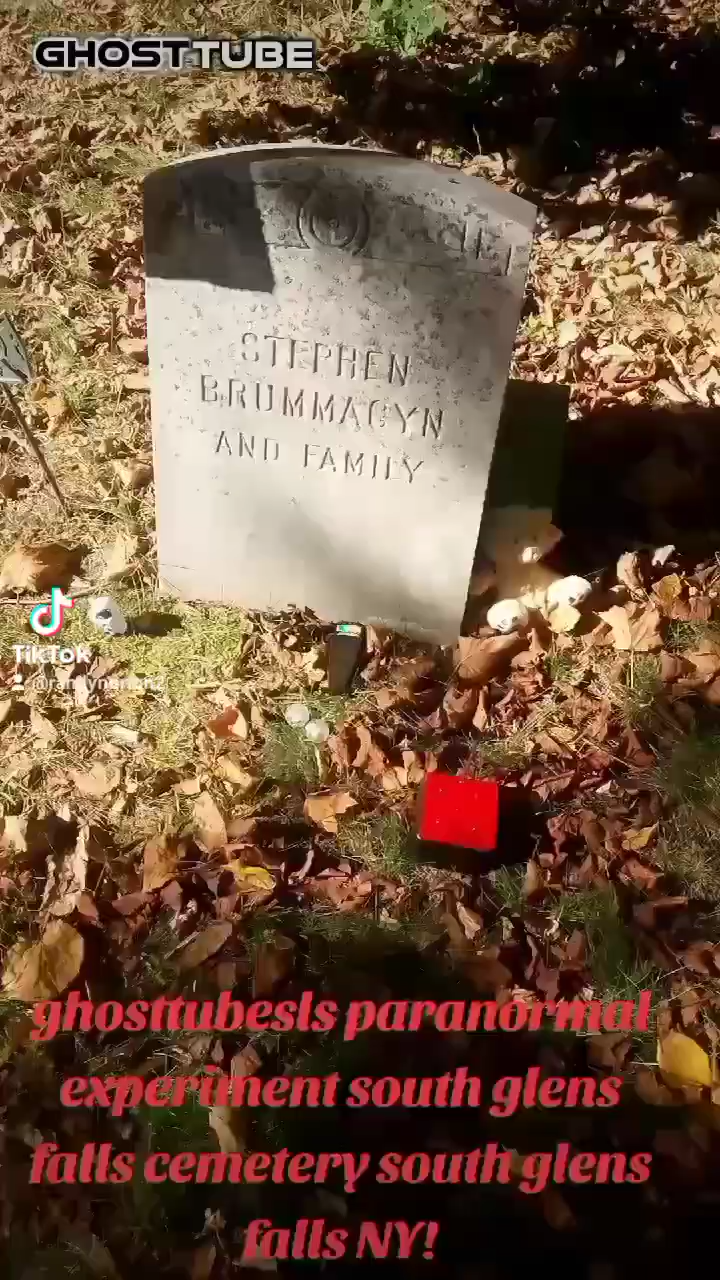 GHOSTTUBE
STEPHEN
BRUMMAGYN
AND FAMILY
TikTok
ghosttubesls paranormal
experiment south glens
falls cemetery south glens
falls NY!